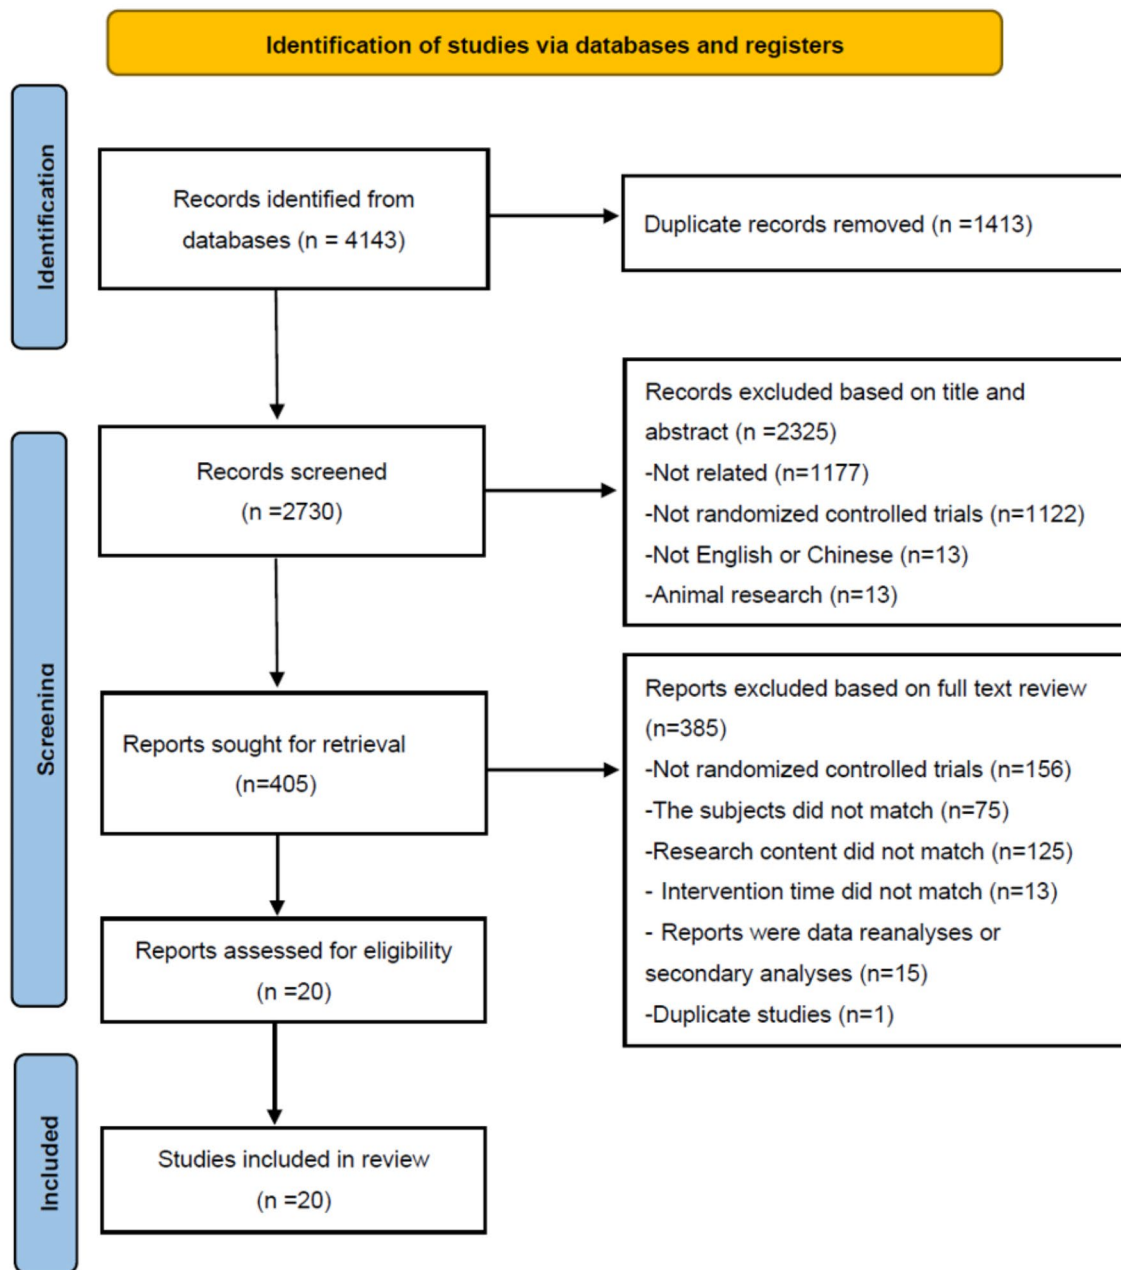 Identification of studies via databases and registers
Identification
Records identified from
databases (n = 4143)
Duplicate records removed (n =1413)
Screening
Records screened
(n =2730)
Records excluded based on title and
abstract (n =2325)
-Not related (n=1177)
-Not randomized controlled trials (n=1122)
-Not English or Chinese (n=13)
-Animal research (n=13)
Reports sought for retrieval
(n=405)
Reports excluded based on full text review
(n=385)
-Not randomized controlled trials (n=156)
-The subjects did not match (n=75)
-Research content did not match (n=125)
- Intervention time did not match (n=13)
- Reports were data reanalyses or
secondary analyses (n=15)
-Duplicate studies (n=1)
Reports assessed for eligibility
(n =20)
Included
Studies included in review
(n =20)